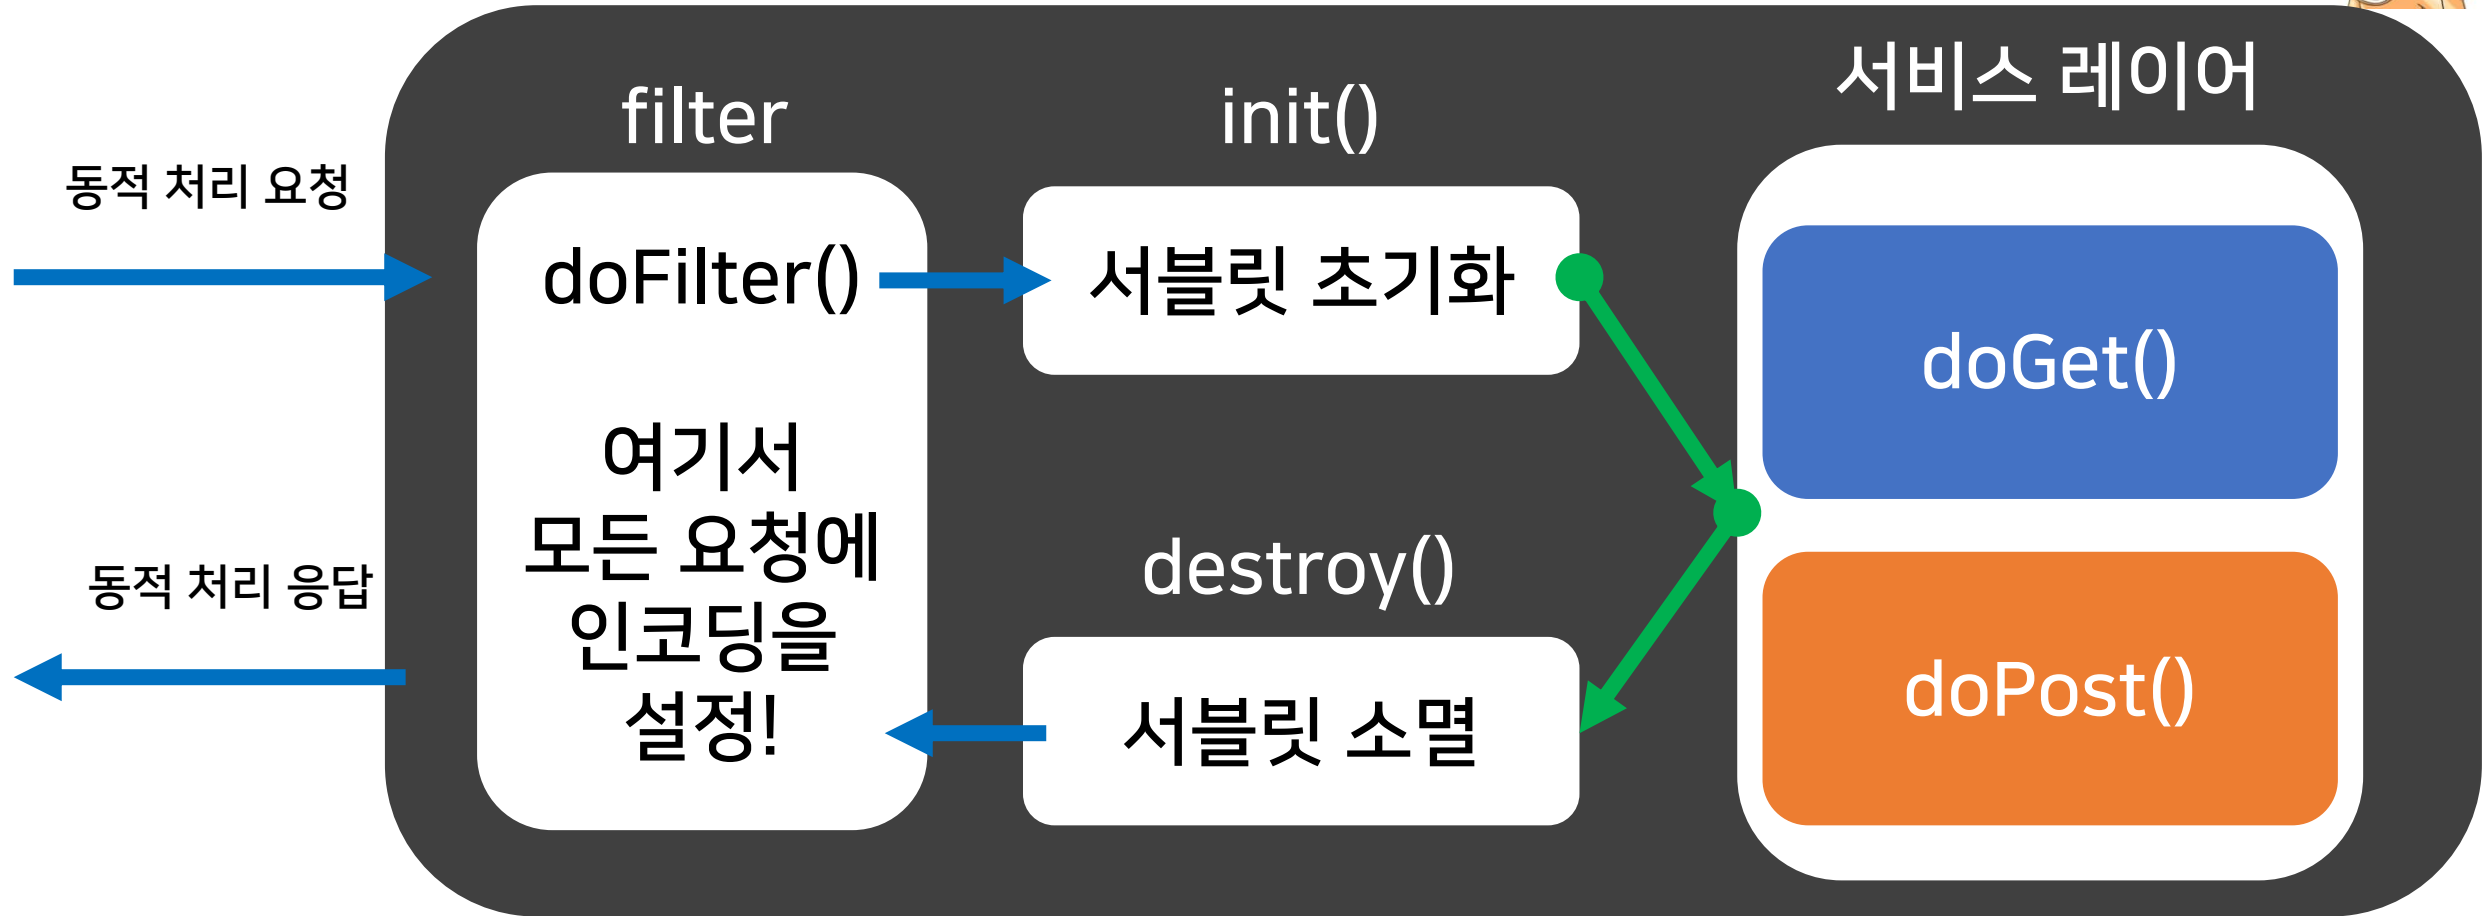 동적 처리 요청
동적 처리 응답
filter
doFilter()
여기서
모든 요청에
인코딩을
설정!
init()
서블릿 초기화
destroy()
서블릿 소멸
서비스 레이어
doGet()
doPost()